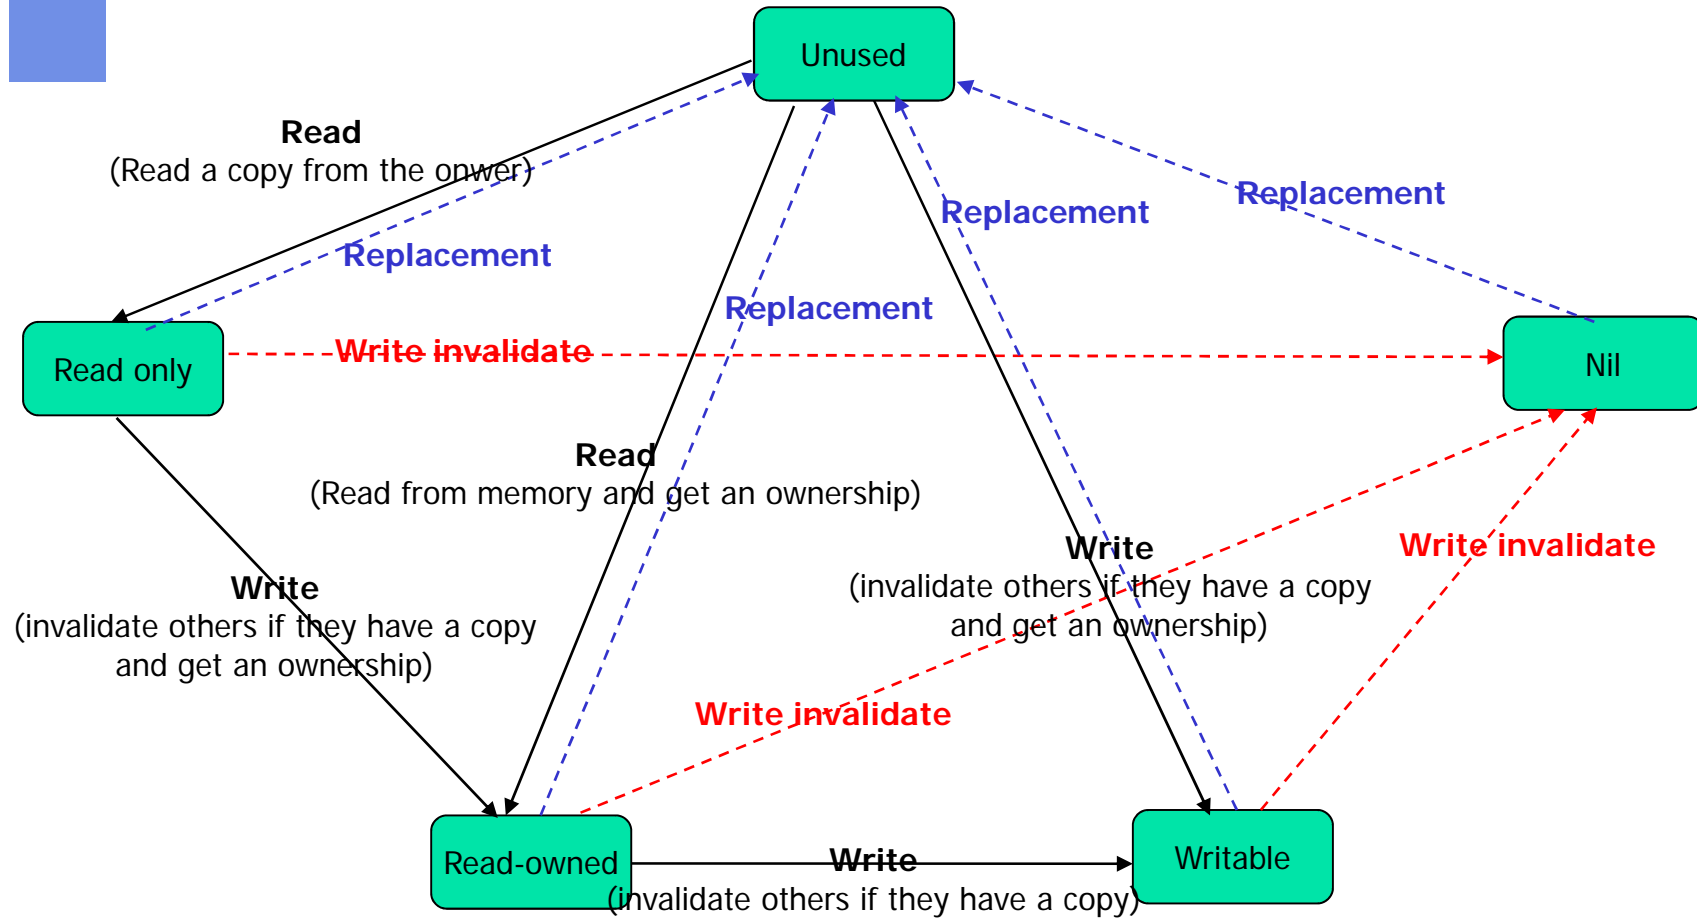 Unused
Read
(Read a copy from the onwer)
Replacement
Replacement
Replacement
Replacement
Read only
Write invalidate
Nil
Read
(Read from memory and get an ownership)
Write
(invalidate others if they have a copy
and get an ownership)
Write
(invalidate others if they have a copy
and get an ownership)
Write invalidate
Write invalidate
Read-owned
Write
(invalidate others if they have a copy)
Writable